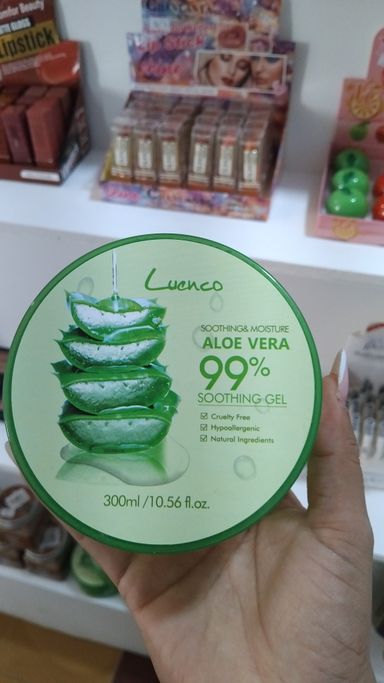 Lipstick
Luenco
SOOTHING& MOISTURE
ALOE VERA
99%
SOOTHING GEL
Cruelty Free
Hypoallergenic
Natural Ingredients
300ml /10.56 fl.oz.